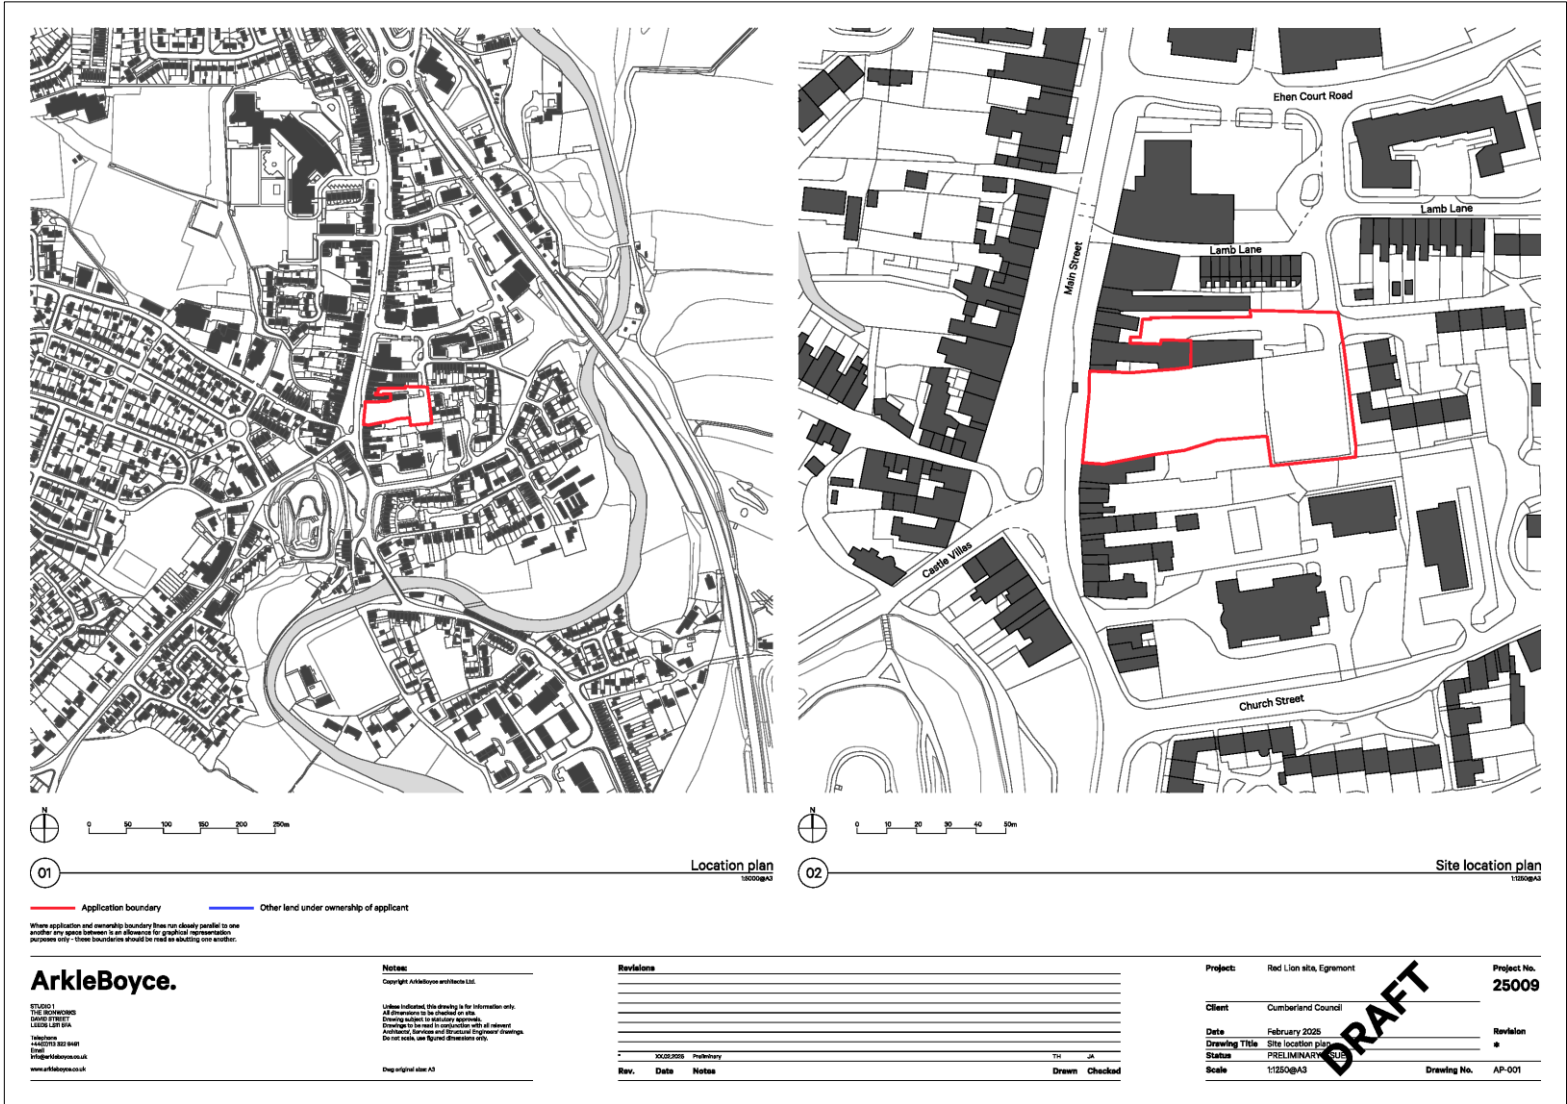 Ehen Court Road
Lamb Lane
Lamb Lane
Main Street
Castle Villas
Church Street
N
0 50 100 150 200 250m
N
0 10 20 30 40 50m
01
Location plan
1:5000@A3
02
Site location plan
1:1250@A3
Application boundary
Other land under ownership of applicant
Where application and ownership boundary lines run closely parallel to one
another any space between is an allowance for graphical representation
purposes only - these boundaries should be read as abutting one another.
ArkleBoyce.
STUDIO 1
THE IRONWORKS
DAVID STREET
LEEDS LS11 5YA
Telephone
Email
info@arkleboyce.co.uk
www.arkleboyce.co.uk
Notes:
Copyright ArkleBoyce architects Ltd.
Unless indicated, this drawing is for information only.
All dimensions to be checked on site.
Drawing subject to statutory approvals.
Drawings to be read in conjunction with all relevant
Architects', Services and Structural Engineers' drawings.
Do not scale, use figured dimensions only.
Dwg original size: A3
Revisions
- XX.02.2025 Preliminary TH JA
Rev. Date Notes Drawn Checked
Project: Red Lion site, Egremont
Project No.
25009
Client Cumberland Council
Date February 2025
Revision
Drawing Title Site location plan
*
Status PRELIMINARY ISSUE
Scale 1:1250@A3
Drawing No. AP-001
DRAFT